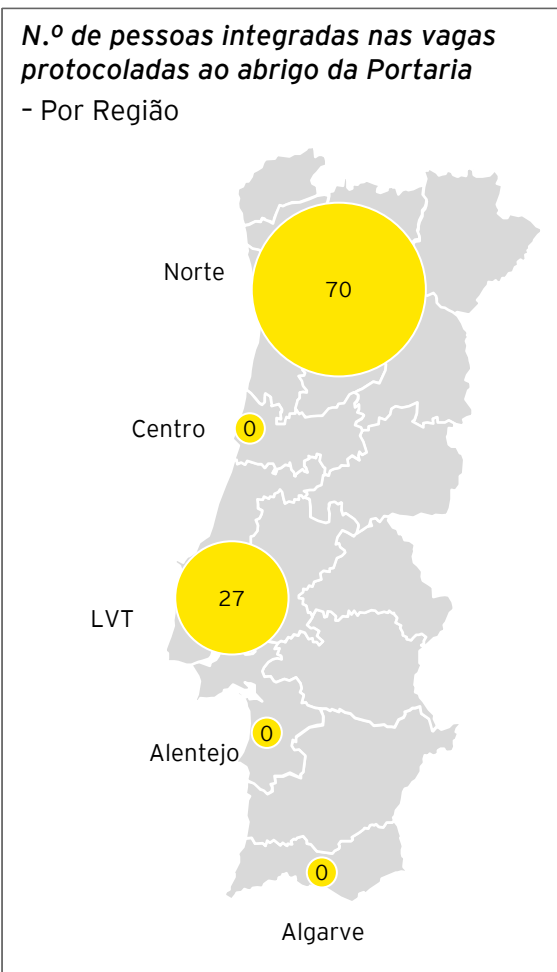 N.º de pessoas integradas nas vagas
protocoladas ao abrigo da Portaria
– Por Região
Norte
70
Centro
0
27
LVT
0
Alentejo
0
Algarve